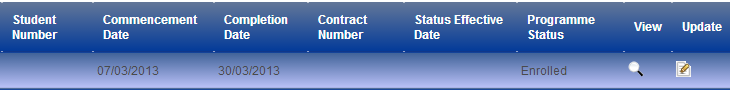 Student Number Commencement Date Completion Date Contract Number Status Effective Date Programme Status View Update
07/03/2013 30/03/2013 Enrolled